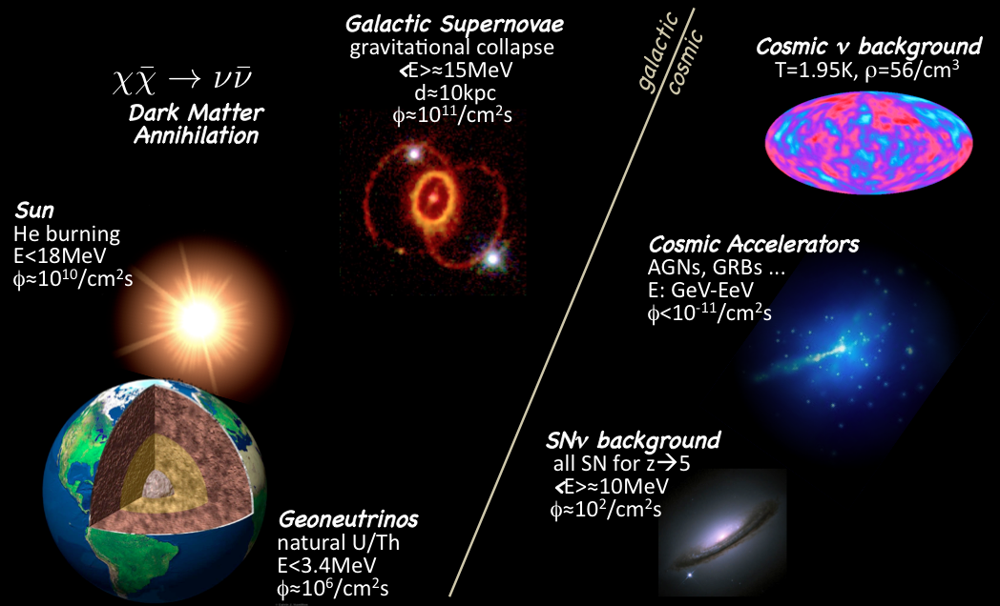 Galactic Supernovae
gravitational collapse
<E>≈15MeV
d≈10kpc
ϕ≈10¹¹/cm²s
χχ̄ → νν̄
Dark Matter
Annihilation
Sun
He burning
E<18MeV
ϕ≈10¹⁰/cm²s
Geoneutrinos
natural U/Th
E<3.4MeV
ϕ≈10⁶/cm²s
galactic
cosmic
Cosmic ν background
T=1.95K, ρ=56/cm³
Cosmic Accelerators
AGNs, GRBs ...
E: GeV-EeV
ϕ<10⁻¹¹/cm²s
SNν background
all SN for z→5
<E>≈10MeV
ϕ≈10²/cm²s